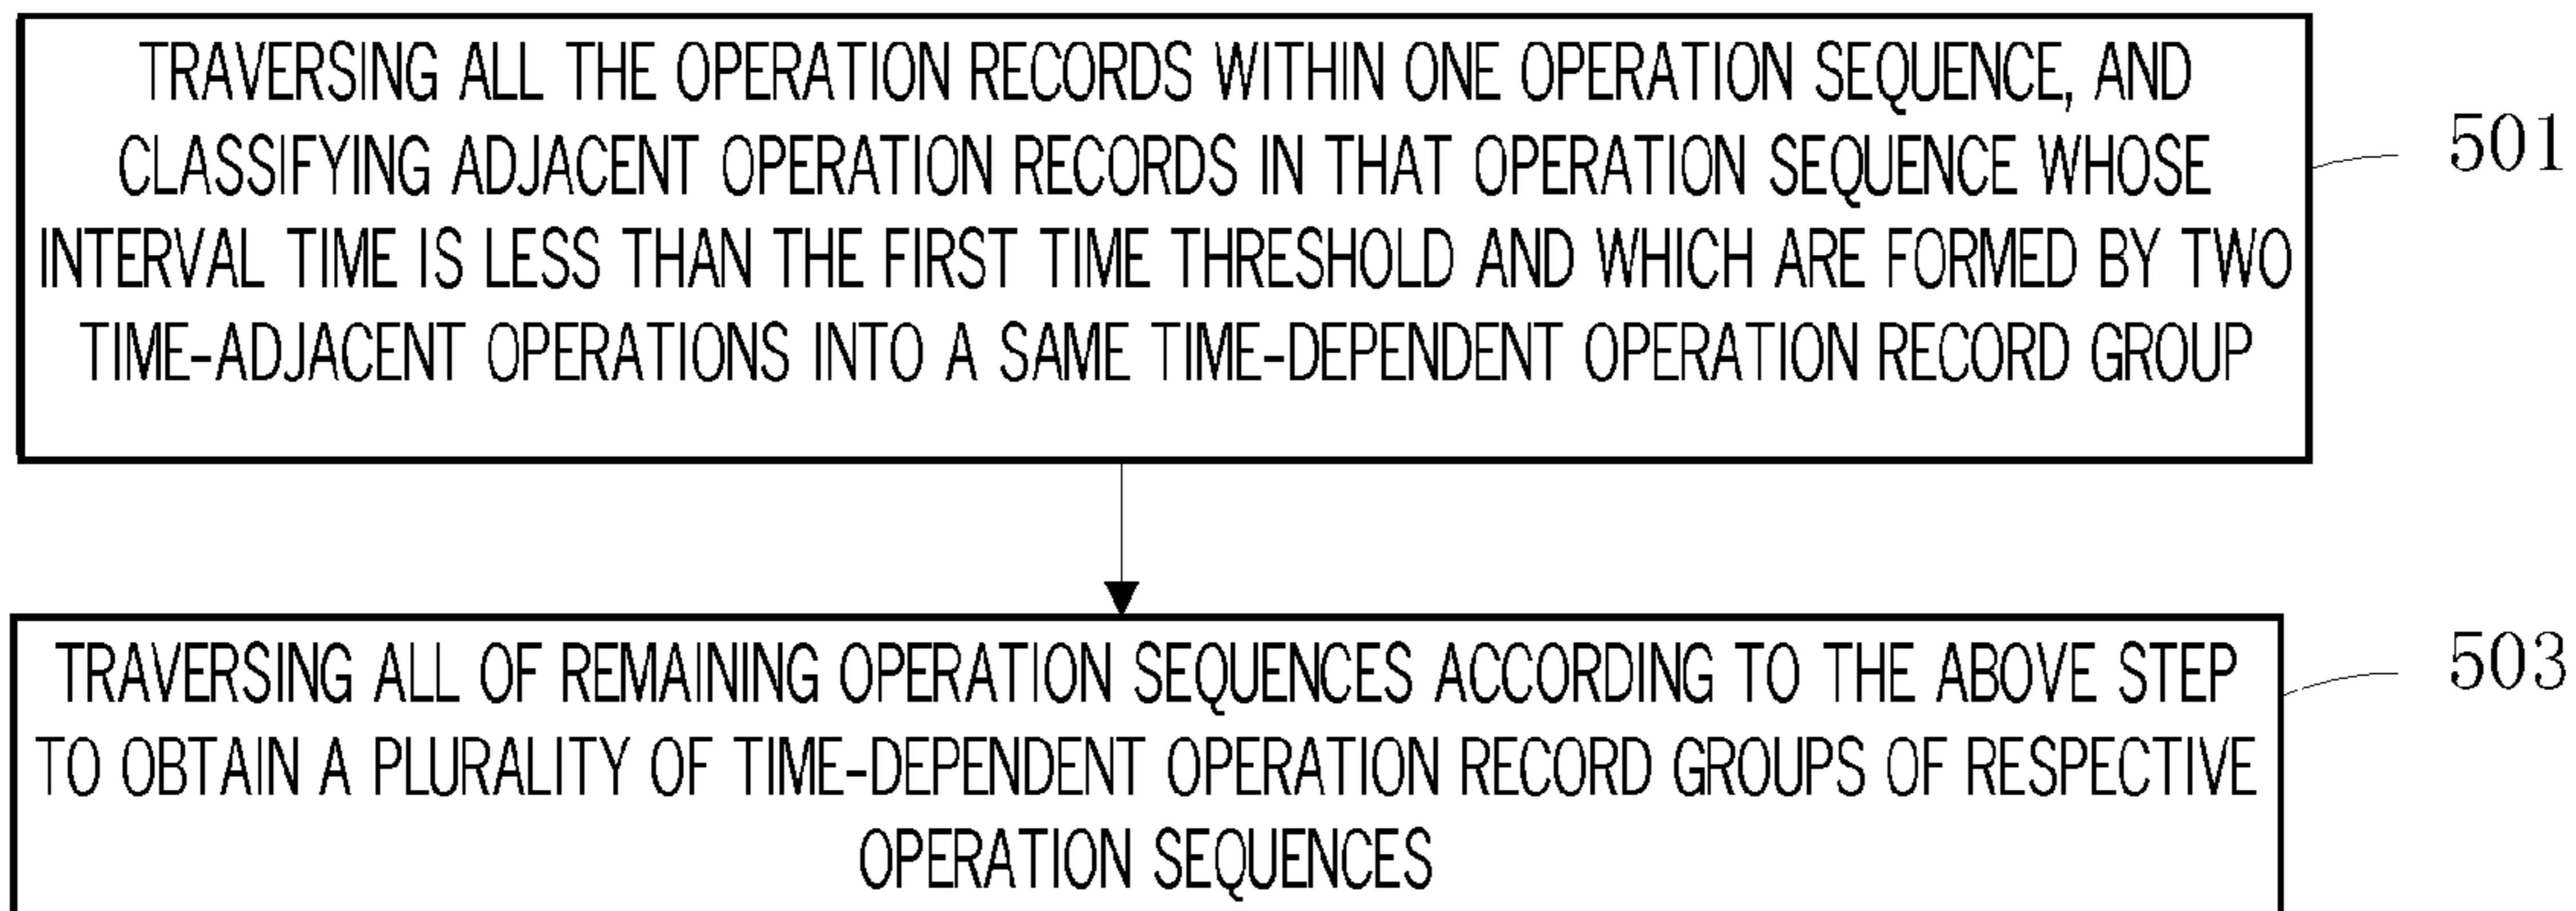 TRAVERSING ALL THE OPERATION RECORDS WITHIN ONE OPERATION SEQUENCE, AND
CLASSIFYING ADJACENT OPERATION RECORDS IN THAT OPERATION SEQUENCE WHOSE
INTERVAL TIME IS LESS THAN THE FIRST TIME THRESHOLD AND WHICH ARE FORMED BY TWO
TIME-ADJACENT OPERATIONS INTO A SAME TIME-DEPENDENT OPERATION RECORD GROUP
501
TRAVERSING ALL OF REMAINING OPERATION SEQUENCES ACCORDING TO THE ABOVE STEP
TO OBTAIN A PLURALITY OF TIME-DEPENDENT OPERATION RECORD GROUPS OF RESPECTIVE
OPERATION SEQUENCES
503